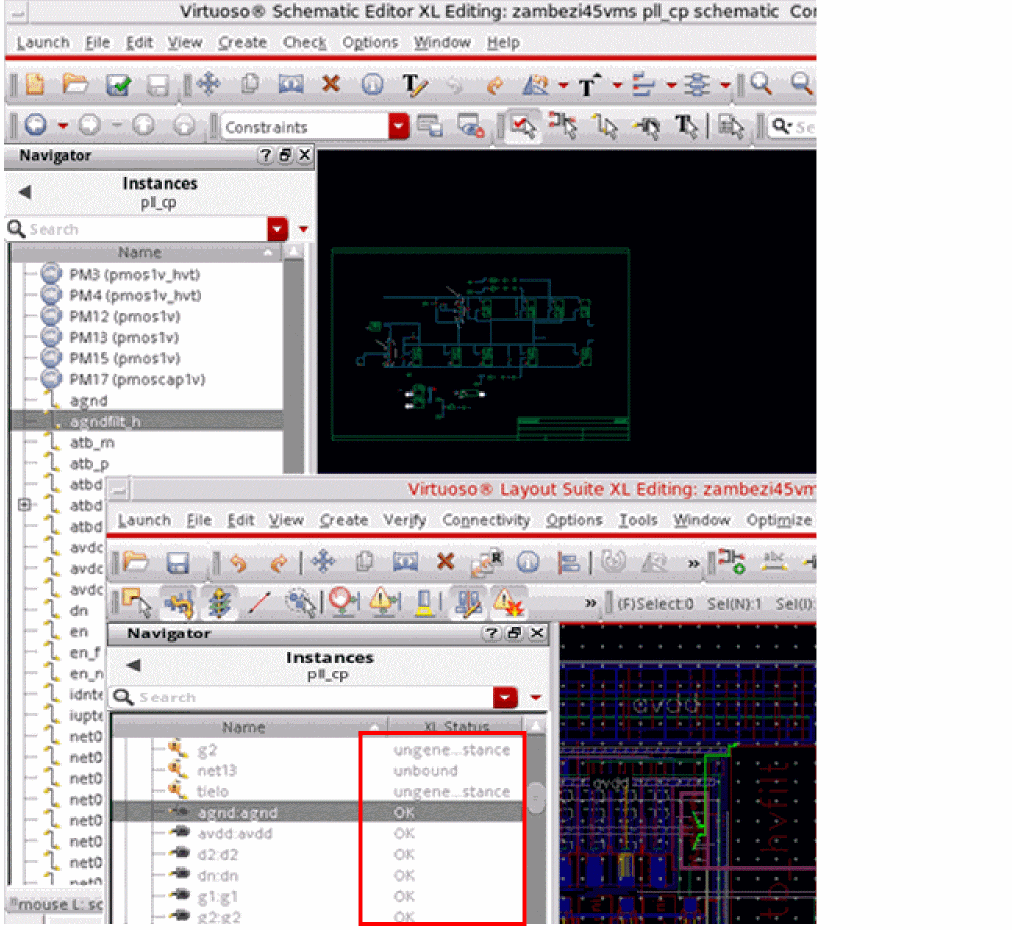 Virtuoso® Schematic Editor XL Editing: zambezi45vms pll_cp schematic Co
Launch File Edit View Create Check Options Window Help
Constraints
Se
Navigator
Instances
pll_cp
Search
Name
PM3 (pmos1v_hvt)
PM4 (pmos1v_hvt)
PM12 (pmos1v)
PM13 (pmos1v)
PM15 (pmos1v)
PM17 (pmoscap1v)
agnd
agndfilt_h
atb_m
atb_p
atbd
atbd
atbd
avdc
avdc
avdc
dn
en
en_f
en_n
idnte
iupte
net0
net0
net0
net0
net0
net0
net0
net0
mouse L: sc
Virtuoso® Layout Suite XL Editing: zambezi45vm
Launch File Edit View Create Verify Connectivity Options Tools Window Optimize
R
abc
» (F)Select:0 Sel(N):1 Sel(I):
Navigator
Instances
pll_cp
Search
Name XL Status
g2 ungene...stance
net13 unbound
tielo ungene...stance
agnd:agnd OK
avdd:avdd OK
d2:d2 OK
dn:dn OK
g1:g1 OK
g2:g2 OK
avdd
avdd